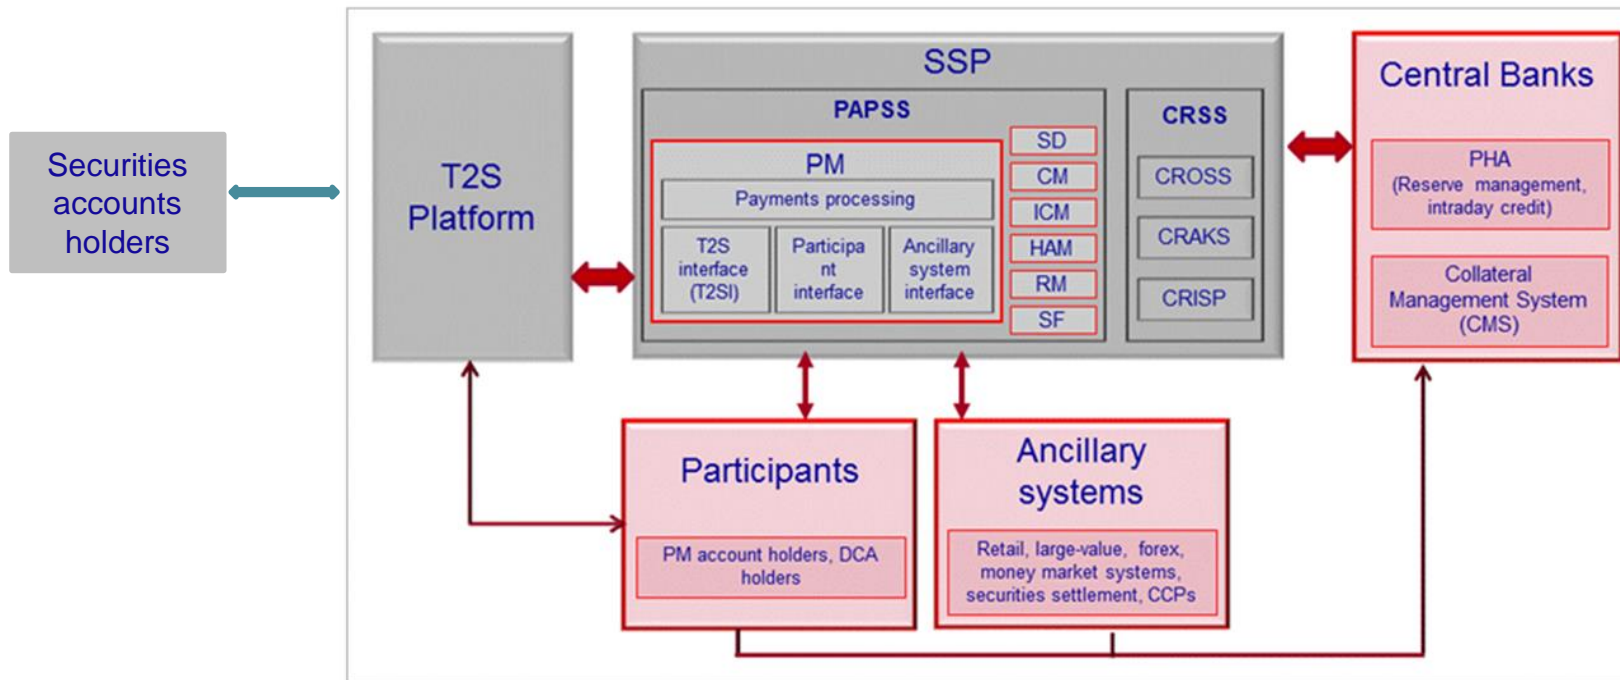 Securities
accounts
holders
T2S
Platform
SSP
PAPSS
PM
Payments processing
T2S
interface
(T2SI)
Participa
nt
interface
Ancillary
system
interface
SD
CM
ICM
HAM
RM
SF
CRSS
CROSS
CRAKS
CRISP
Central Banks
PHA
(Reserve management,
intraday credit)
Collateral
Management System
(CMS)
Participants
PM account holders, DCA
holders
Ancillary
systems
Retail, large-value, forex,
money market systems,
securities settlement, CCPs